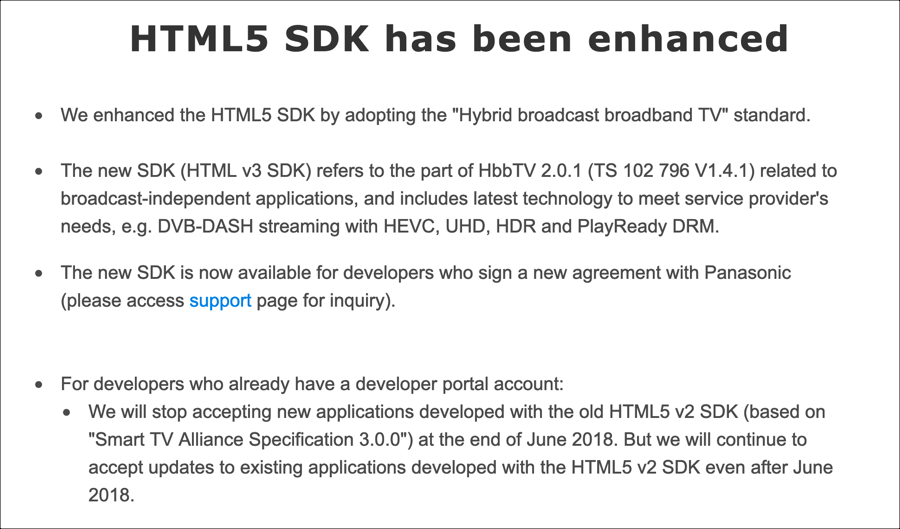 HTML5 SDK has been enhanced
• We enhanced the HTML5 SDK by adopting the "Hybrid broadcast broadband TV" standard.
• The new SDK (HTML v3 SDK) refers to the part of HbbTV 2.0.1 (TS 102 796 V1.4.1) related to
broadcast-independent applications, and includes latest technology to meet service provider's
needs, e.g. DVB-DASH streaming with HEVC, UHD, HDR and PlayReady DRM.
• The new SDK is now available for developers who sign a new agreement with Panasonic
(please access support page for inquiry).
• For developers who already have a developer portal account:
• We will stop accepting new applications developed with the old HTML5 v2 SDK (based on
"Smart TV Alliance Specification 3.0.0") at the end of June 2018. But we will continue to
accept updates to existing applications developed with the HTML5 v2 SDK even after June
2018.